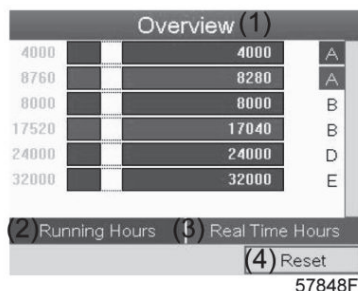 Overview (1)
4000 4000 A
8760 8280 A
8000 8000 B
17520 17040 B
24000 24000 D
32000 32000 E
(2) Running Hours (3) Real Time Hours
(4) Reset
57848F